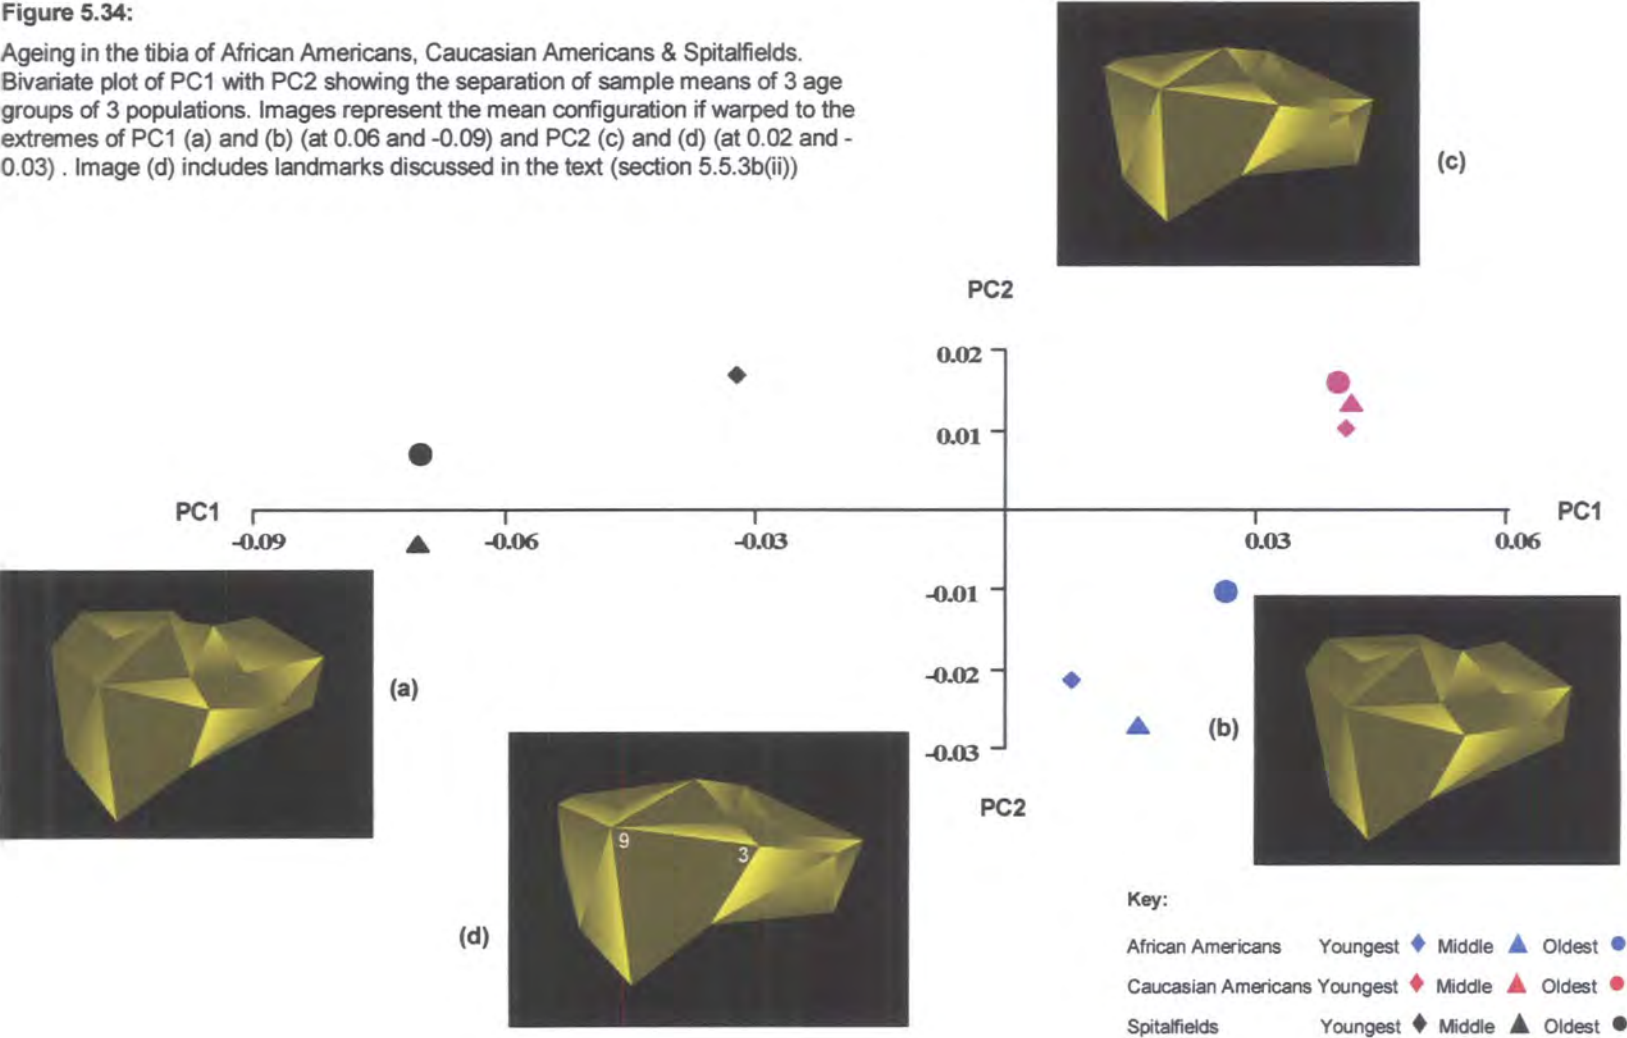 Figure 5.34:
Ageing in the tibia of African Americans, Caucasian Americans & Spitalfields.
Bivariate plot of PC1 with PC2 showing the separation of sample means of 3 age
groups of 3 populations. Images represent the mean configuration if warped to the
extremes of PC1 (a) and (b) (at 0.06 and -0.09) and PC2 (c) and (d) (at 0.02 and -
0.03) . Image (d) includes landmarks discussed in the text (section 5.5.3b(ii))
(c)
PC2
0.02
0.01
PC1
PC1
-0.09
-0.06
-0.03
0.03
0.06
-0.01
-0.02
-0.03
(a)
(b)
PC2
9
3
(d)
Key:
African Americans Youngest Middle Oldest
Caucasian Americans Youngest Middle Oldest
Spitalfields Youngest Middle Oldest